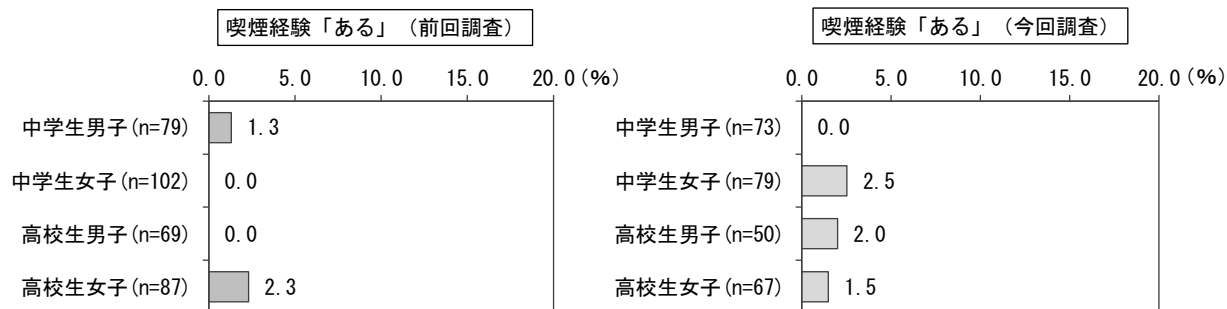 喫煙経験「ある」（前回調査）
0.0 5.0 10.0 15.0 20.0(%)
中学生男子(n=79) 1.3
中学生女子(n=102) 0.0
高校生男子(n=69) 0.0
高校生女子(n=87) 2.3
喫煙経験「ある」（今回調査）
0.0 5.0 10.0 15.0 20.0(%)
中学生男子(n=73) 0.0
中学生女子(n=79) 2.5
高校生男子(n=50) 2.0
高校生女子(n=67) 1.5